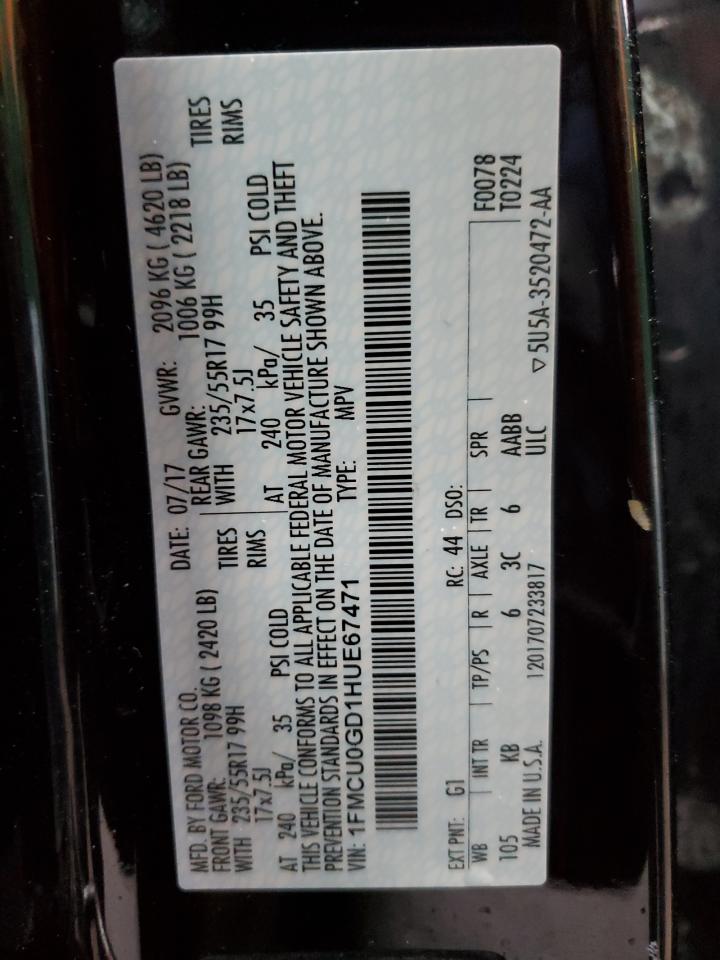 MFD. BY FORD MOTOR CO. DATE: 07/17 GVWR: 2096 KG ( 4620 LB)
FRONT GAWR: 1098 KG ( 2420 LB) REAR GAWR: 1006 KG ( 2218 LB)
WITH 235/55R17 99H TIRES WITH 235/55R17 99H TIRES
17x7.5J RIMS 17x7.5J RIMS
AT 240 kPa/ 35 PSI COLD AT 240 kPa/ 35 PSI COLD
THIS VEHICLE CONFORMS TO ALL APPLICABLE FEDERAL MOTOR VEHICLE SAFETY AND THEFT
PREVENTION STANDARDS IN EFFECT ON THE DATE OF MANUFACTURE SHOWN ABOVE.
VIN: 1FMCU0GD1HUE67471 TYPE: MPV
EXT PNT: G1 RC: 44 DSO:
WB INT TR TP/PS R AXLE TR SPR F0078
105 KB 6 3C 6 AABB T0224
MADE IN U.S.A. 1201707233817 ULC ▽5U5A-3520472-AA